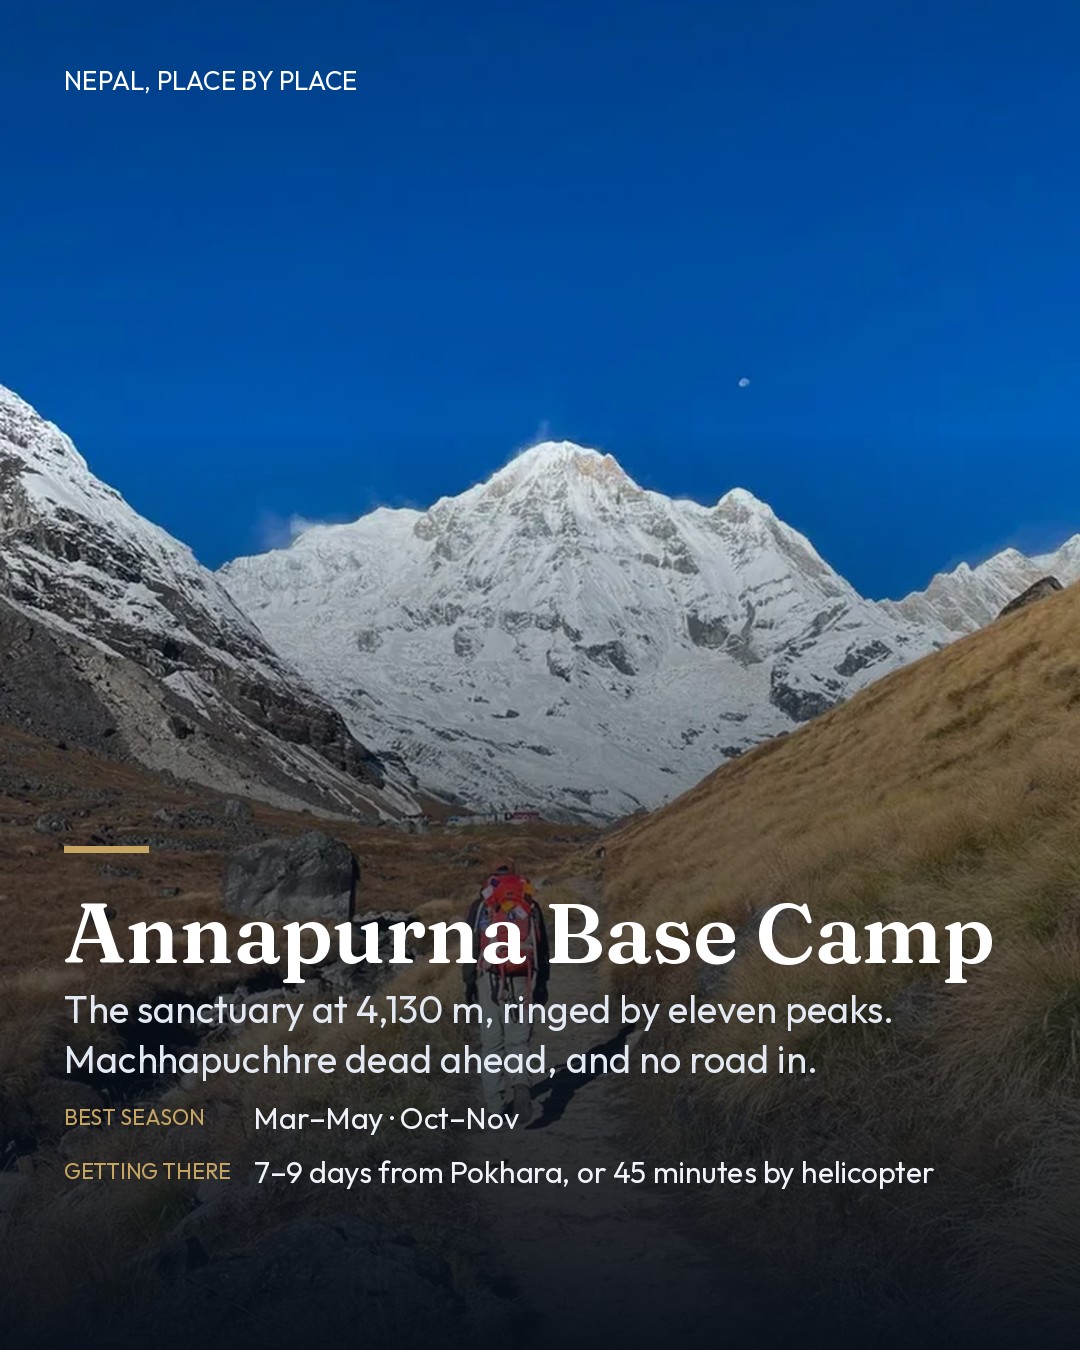 NEPAL, PLACE BY PLACE
Annapurna Base Camp
The sanctuary at 4,130 m, ringed by eleven peaks.
Machhapuchhre dead ahead, and no road in.
BEST SEASON Mar–May · Oct–Nov
GETTING THERE 7–9 days from Pokhara, or 45 minutes by helicopter